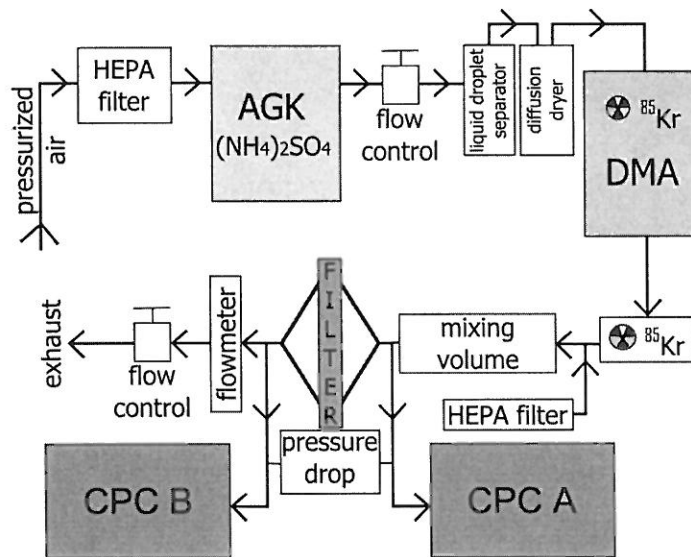 pressurized
air
HEPA
filter
AGK
(NH4)2SO4
flow
control
liquid droplet
separator
diffusion
dryer
85Kr
DMA
85Kr
mixing
volume
HEPA filter
FILTER
flowmeter
flow
control
exhaust
pressure
drop
CPC B
CPC A